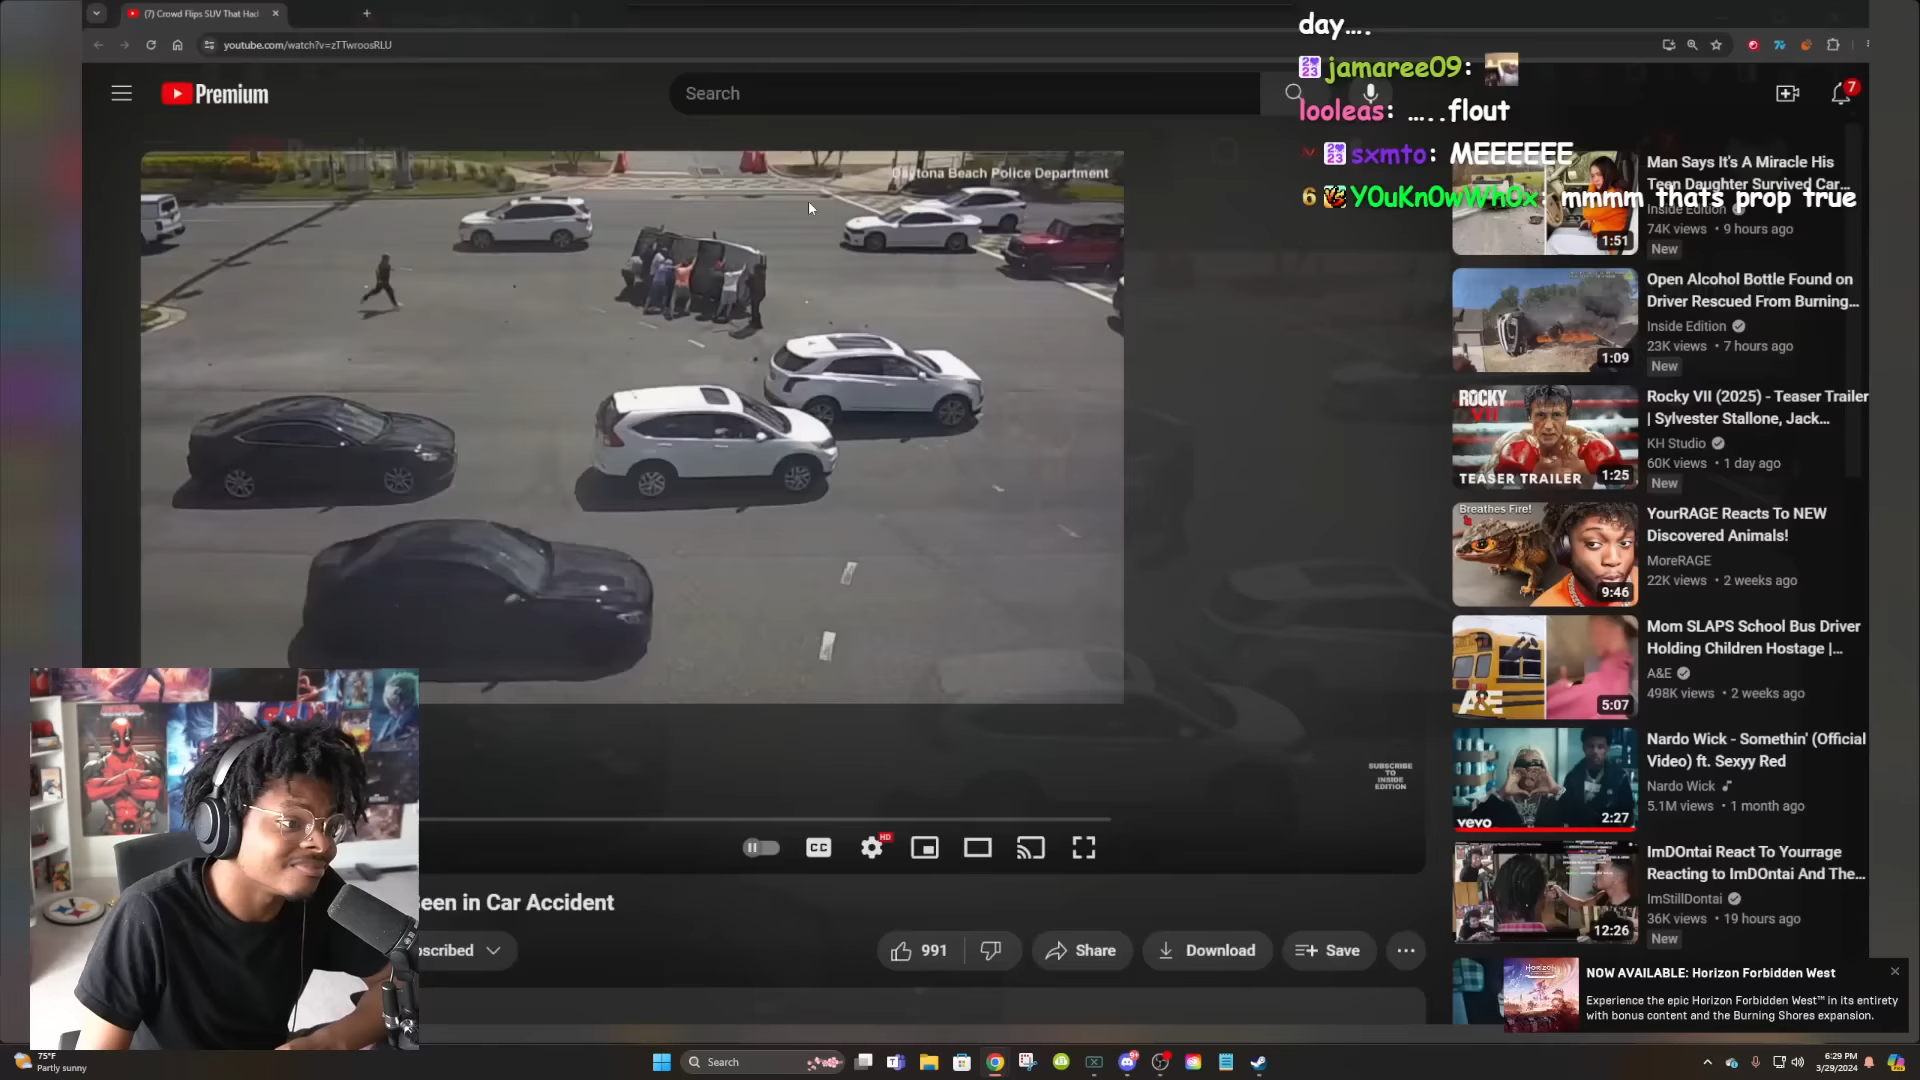 (7) Crowd Flips SUV That Had
youtube.com/watch?v=zTTwroosRLU
day....
jamaree09:
looleas: .....flout
sxmto: MEEEEEE
6 Y0uKn0wWh0x: mmmm thats prop true
Premium
Search
7
Daytona Beach Police Department
Man Says It's A Miracle His
Teen Daughter Survived Car...
Inside Edition
74K views • 9 hours ago
New
1:51
Open Alcohol Bottle Found on
Driver Rescued From Burning...
Inside Edition
23K views • 7 hours ago
New
1:09
Rocky VII (2025) - Teaser Trailer
| Sylvester Stallone, Jack...
KH Studio
60K views • 1 day ago
New
ROCKY
VII
TEASER TRAILER
1:25
YourRAGE Reacts To NEW
Discovered Animals!
MoreRAGE
22K views • 2 weeks ago
Breathes Fire!
9:46
Mom SLAPS School Bus Driver
Holding Children Hostage |...
A&E
498K views • 2 weeks ago
A&E
5:07
Nardo Wick - Somethin' (Official
Video) ft. Sexyy Red
Nardo Wick
5.1M views • 1 month ago
vevo
2:27
ImDOntai React To Yourrage
Reacting to ImDOntai And The...
ImStillDontai
36K views • 19 hours ago
New
12:26
SUBSCRIBE
TO
INSIDE
EDITION
CC
HD
een in Car Accident
scribed
991
Share
Download
Save
NOW AVAILABLE: Horizon Forbidden West
Experience the epic Horizon Forbidden West™ in its entirety
with bonus content and the Burning Shores expansion.
75°F
Partly sunny
Search
6:29 PM
3/29/2024